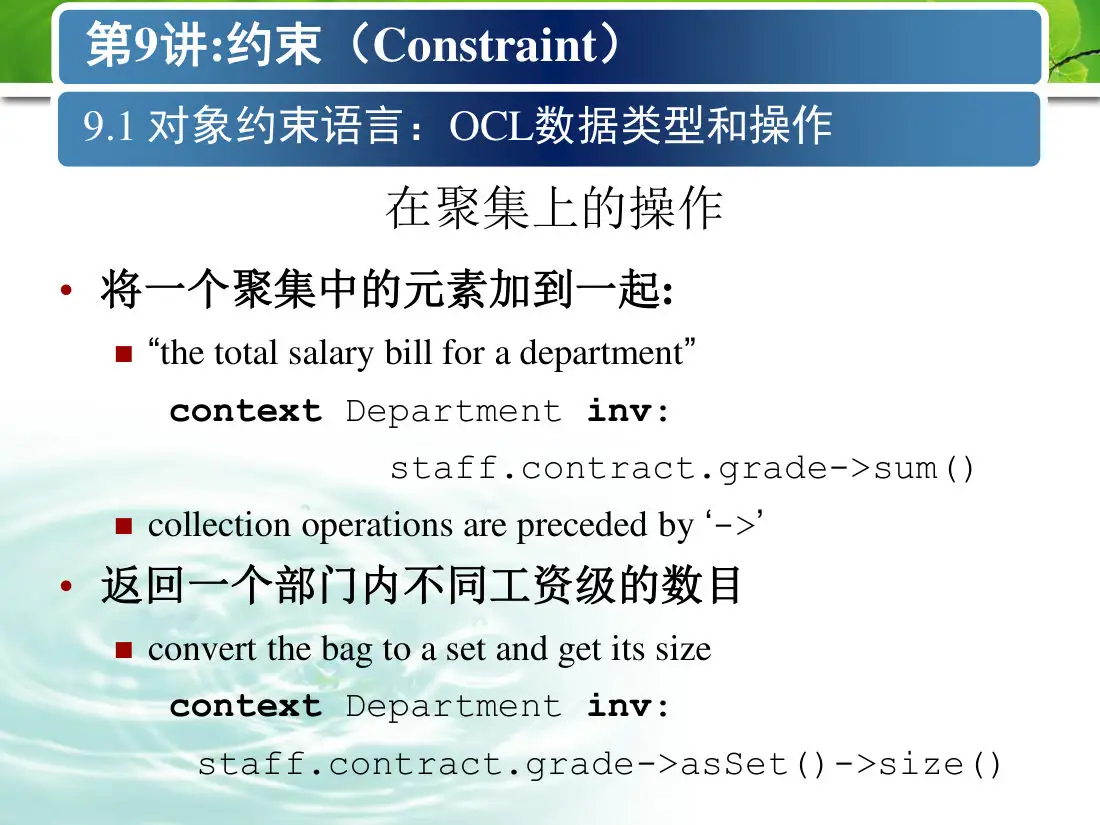 第9讲:约束（Constraint）
9.1 对象约束语言：OCL数据类型和操作
在聚集上的操作
• 将一个聚集中的元素加到一起:
■ “the total salary bill for a department”
context Department inv:
staff.contract.grade->sum()
■ collection operations are preceded by ‘->’
• 返回一个部门内不同工资级的数目
■ convert the bag to a set and get its size
context Department inv:
staff.contract.grade->asSet()->size()